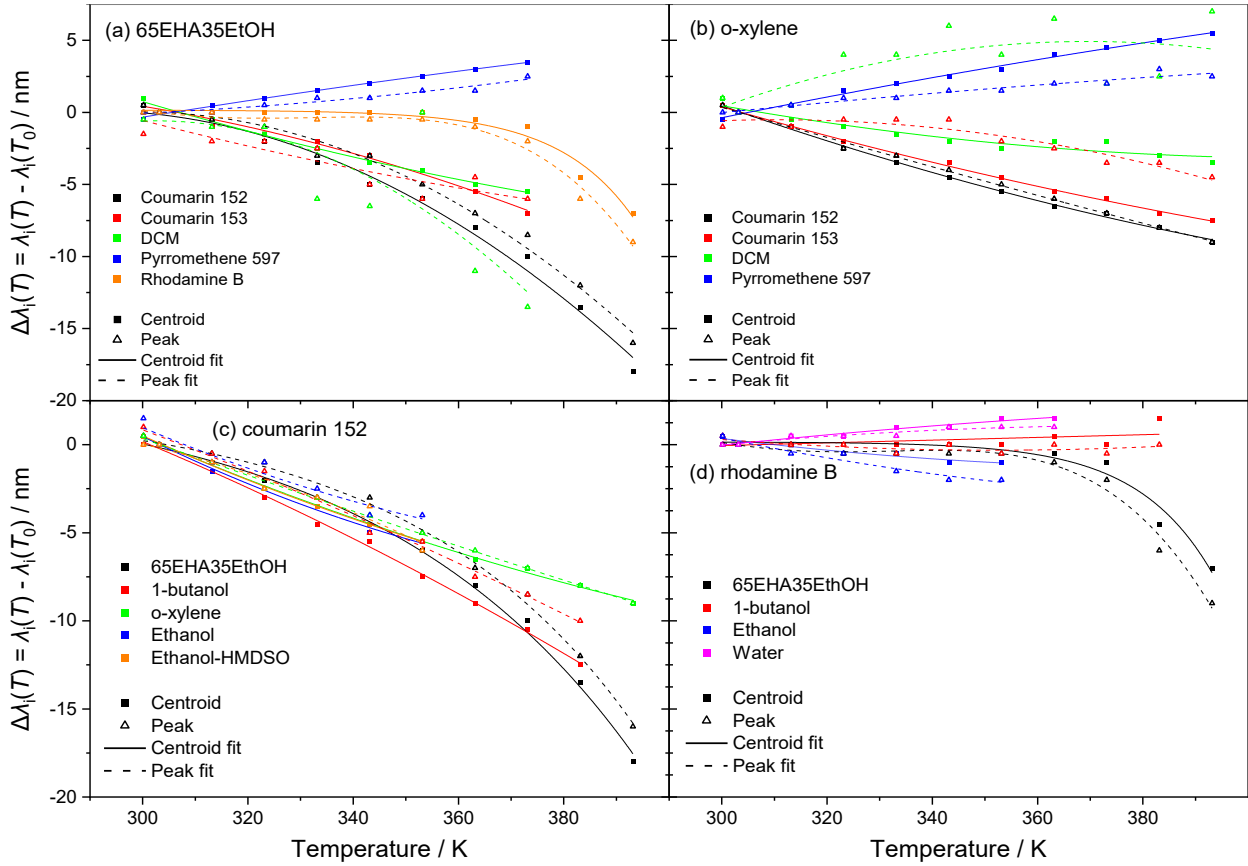 (a) 65EHA35EtOH
(b) o-xylene
Δλi(T) = λi(T) - λi(T0) / nm
5
0
-5
-10
-15
-20
Coumarin 152
Coumarin 153
DCM
Pyrromethene 597
Rhodamine B
Centroid
Peak
Centroid fit
Peak fit
Coumarin 152
Coumarin 153
DCM
Pyrromethene 597
Centroid
Peak
Centroid fit
Peak fit
(c) coumarin 152
(d) rhodamine B
Δλi(T) = λi(T) - λi(T0) / nm
0
-5
-10
-15
-20
65EHA35EthOH
1-butanol
o-xylene
Ethanol
Ethanol-HMDSO
Centroid
Peak
Centroid fit
Peak fit
65EHA35EthOH
1-butanol
Ethanol
Water
Centroid
Peak
Centroid fit
Peak fit
300 320 340 360 380
300 320 340 360 380
Temperature / K
Temperature / K